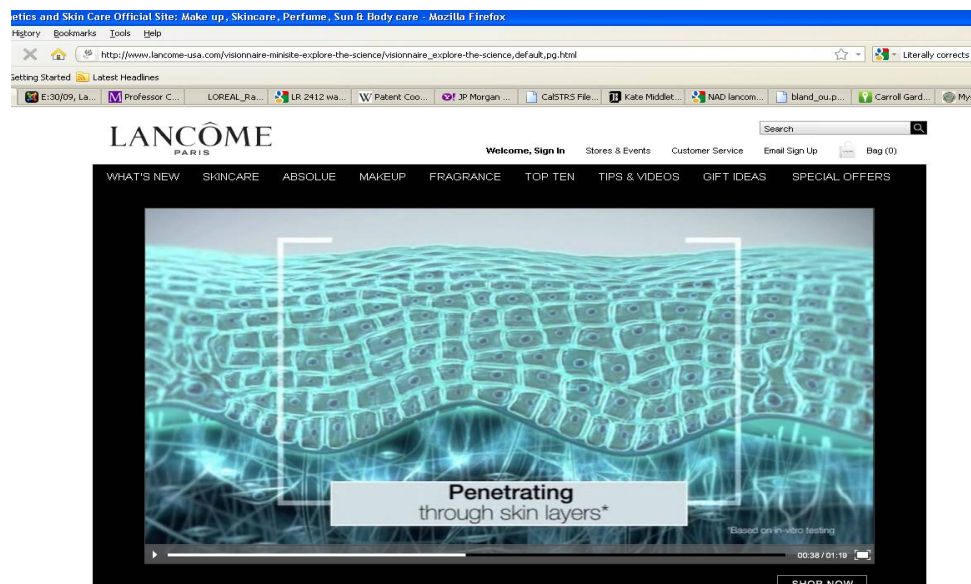 netics and Skin Care Official Site: Make up, Skincare, Perfume, Sun & Body care - Mozilla Firefox
History Bookmarks Tools Help
http://www.lancome-usa.com/visionnaire-minisite-explore-the-science/visionnaire_explore-the-science,default,pg.html Literally corrects
Getting Started Latest Headlines
E:30/09, La... Professor C... LOREAL_Ra... LR 2412 wa... Patent Coo... JP Morgan ... CalSTRS File... Kate Middlet... NAD lancom... bland_ou.p... Carroll Gard... Mys
LANCÔME
PARIS
Search
Welcome, Sign In Stores & Events Customer Service Email Sign Up Bag (0)
WHAT'S NEW SKINCARE ABSOLUE MAKEUP FRAGRANCE TOP TEN TIPS & VIDEOS GIFT IDEAS SPECIAL OFFERS
Penetrating
through skin layers*
*Based on in-vitro testing
00:38 / 01:19
SHOP NOW